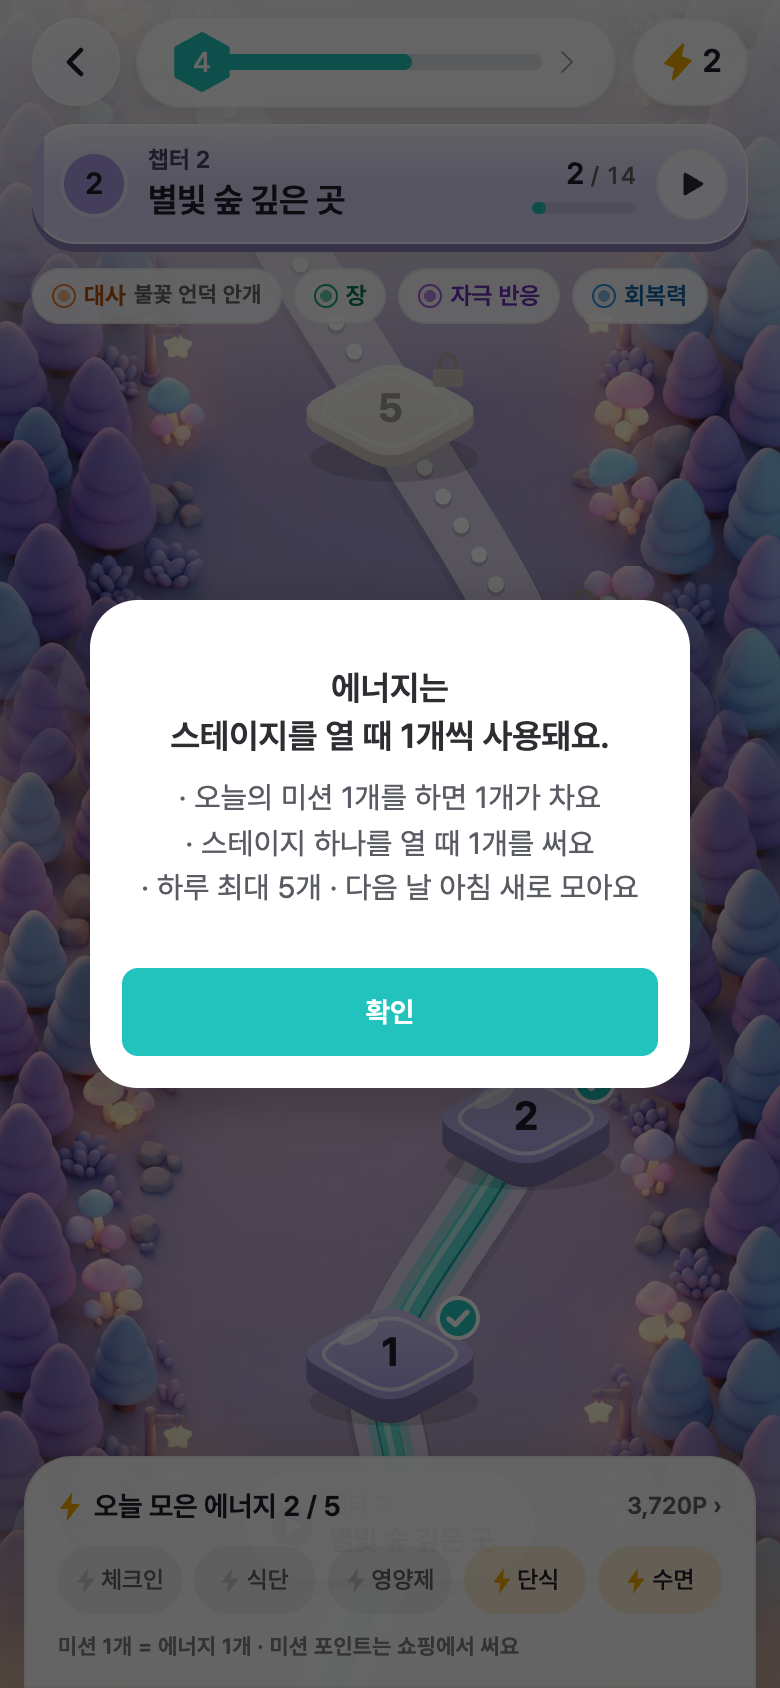 4
2
2
챕터 2
별빛 숲 깊은 곳
2 / 14
대사 불꽃 언덕 안개
장
자극 반응
회복력
5
에너지는
스테이지를 열 때 1개씩 사용돼요.
· 오늘의 미션 1개를 하면 1개가 차요
· 스테이지 하나를 열 때 1개를 써요
· 하루 최대 5개 · 다음 날 아침 새로 모아요
확인
2
1
오늘 모은 에너지 2 / 5
3,720P ›
체크인
식단
영양제
단식
수면
미션 1개 = 에너지 1개 · 미션 포인트는 쇼핑에서 써요